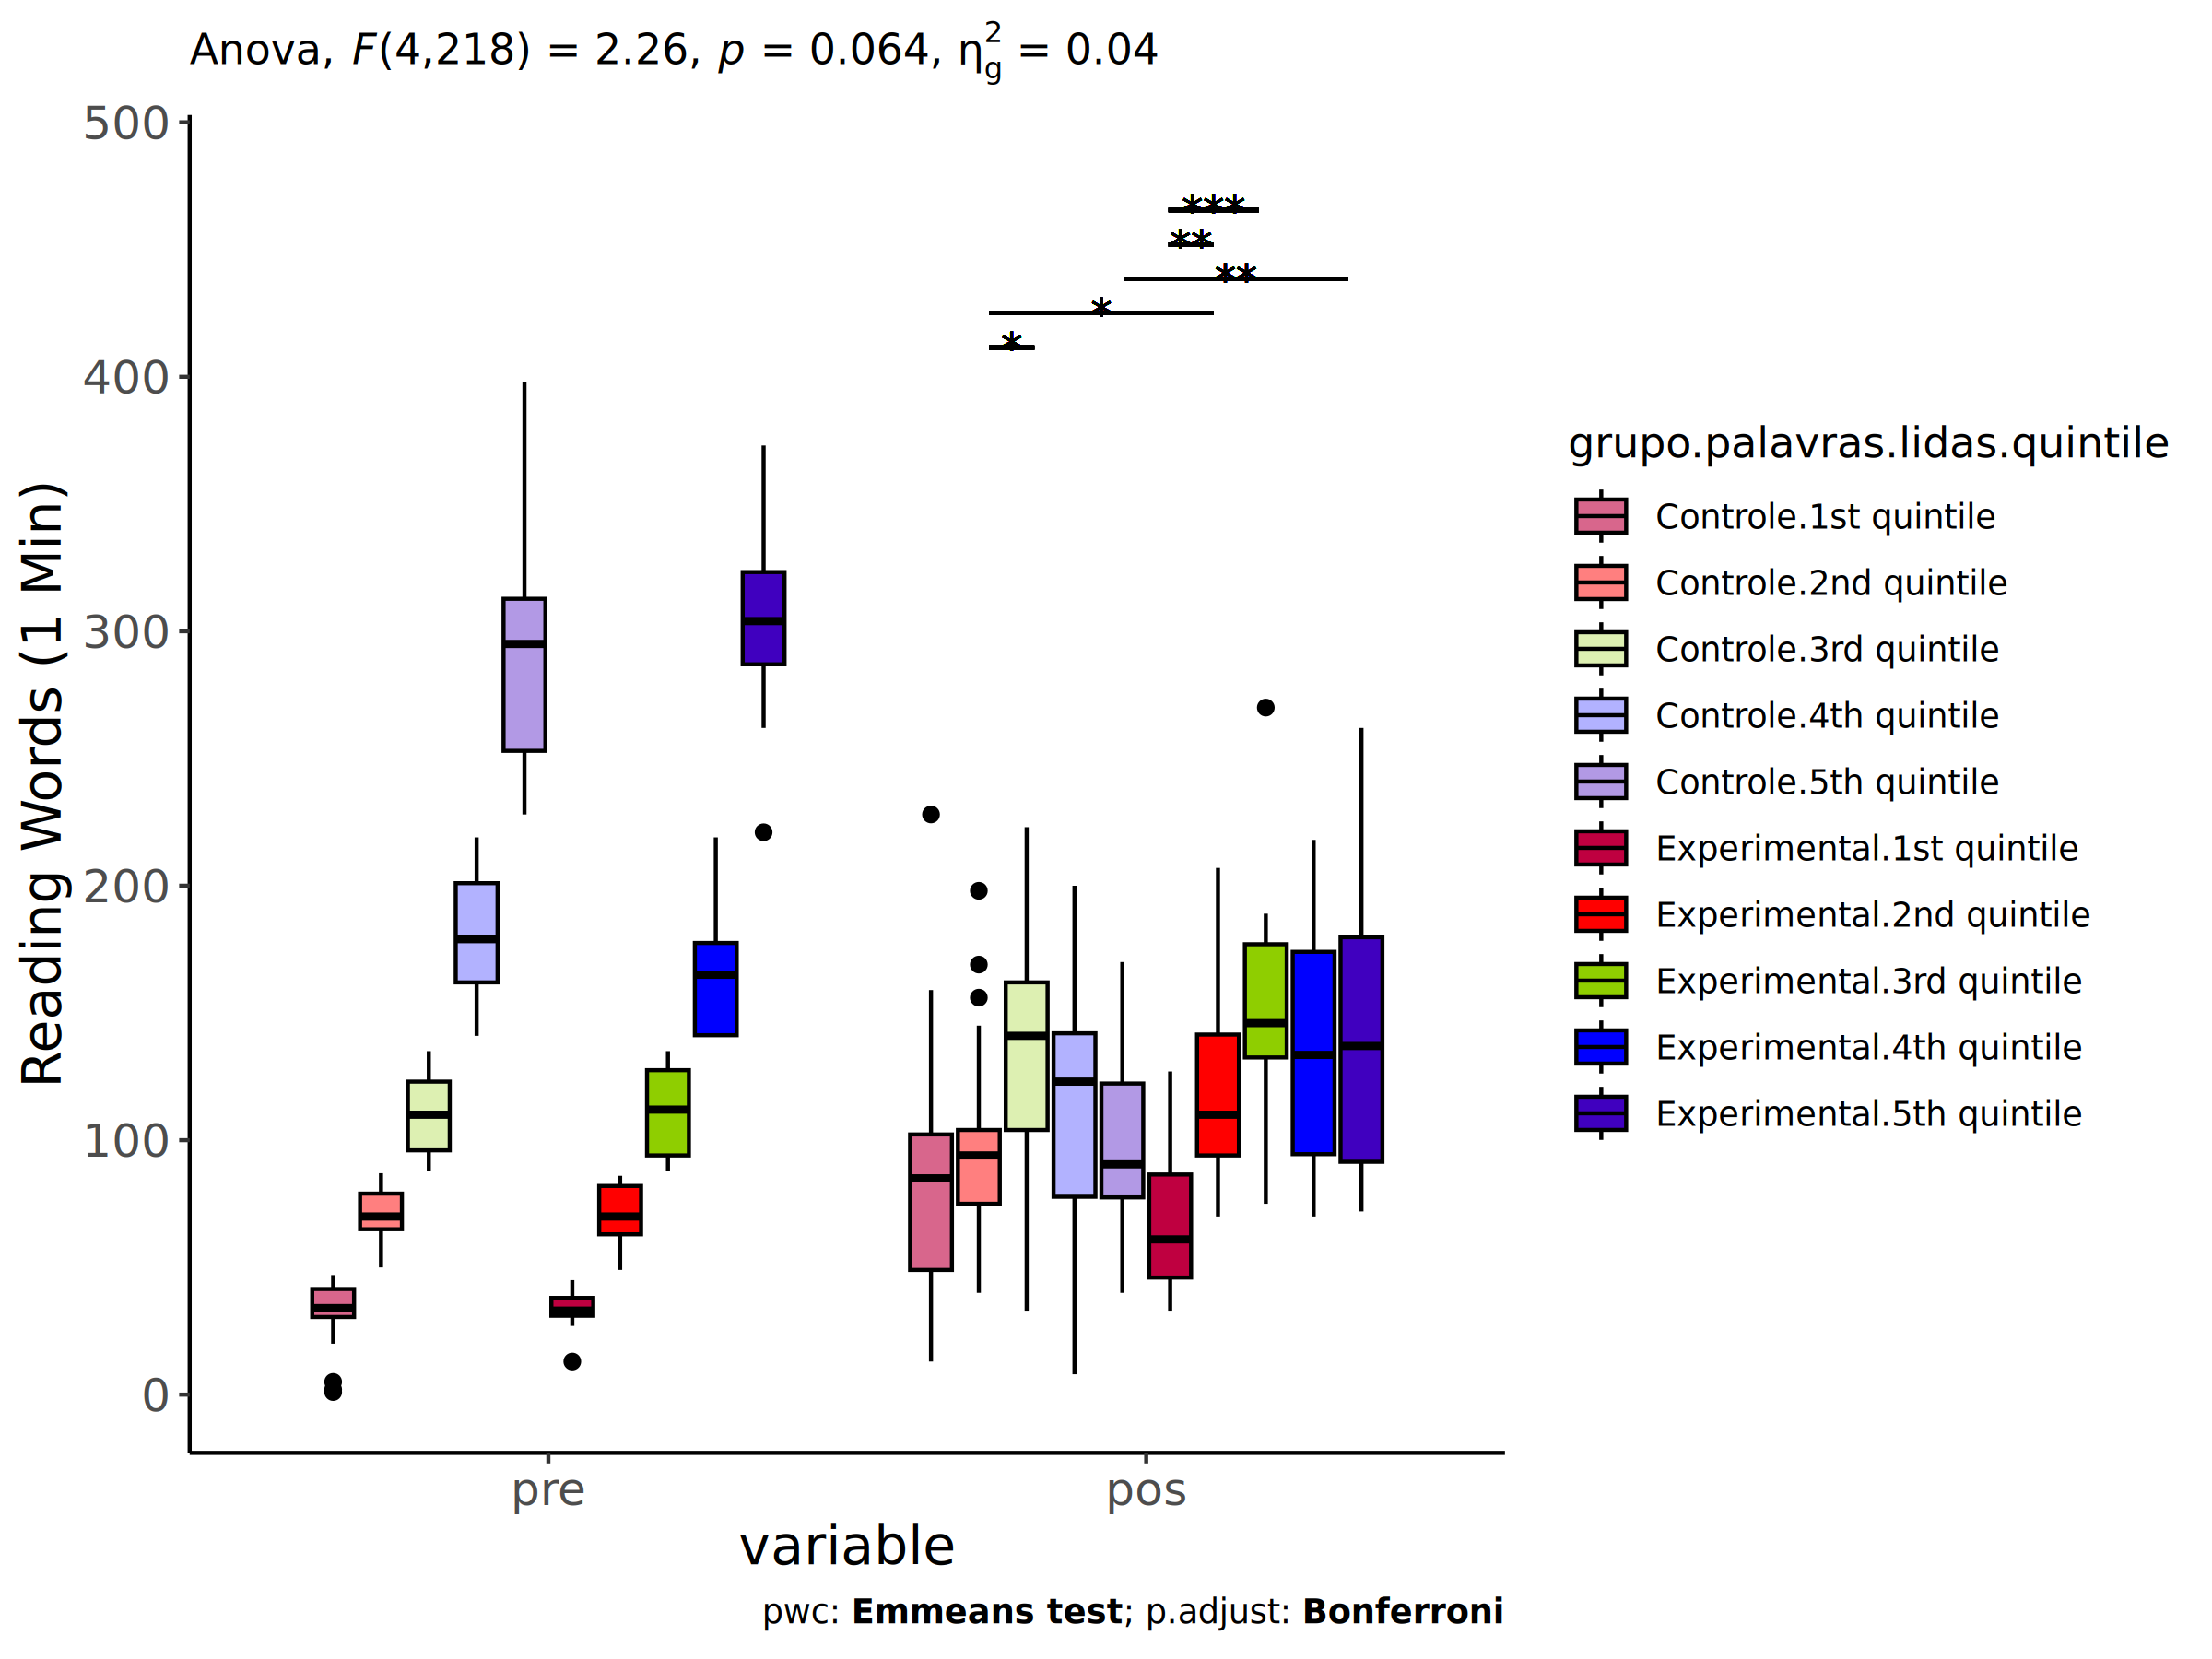 Anova, F(4,218) = 2.26, p = 0.064, η²g = 0.04
500
400
300
200
100
0
Reading Words (1 Min)
***
**
**
*
*
pre
pos
variable
pwc: Emmeans test; p.adjust: Bonferroni
grupo.palavras.lidas.quintile
Controle.1st quintile
Controle.2nd quintile
Controle.3rd quintile
Controle.4th quintile
Controle.5th quintile
Experimental.1st quintile
Experimental.2nd quintile
Experimental.3rd quintile
Experimental.4th quintile
Experimental.5th quintile